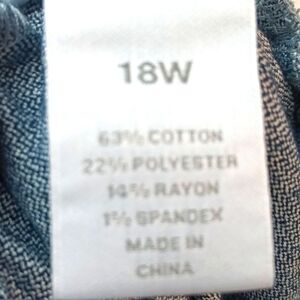 18W
63% COTTON
22% POLYESTER
14% RAYON
1% SPANDEX
MADE IN
CHINA